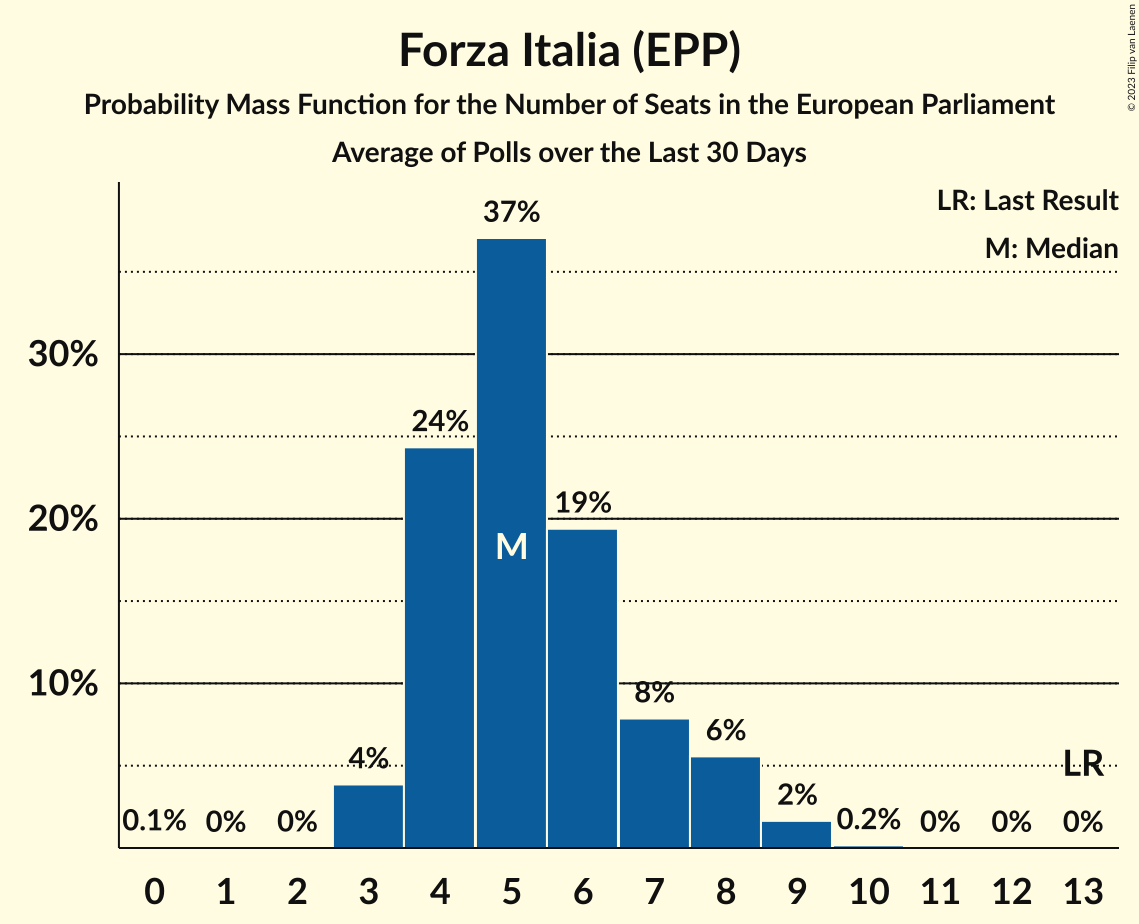 Forza Italia (EPP)
Probability Mass Function for the Number of Seats in the European Parliament
Average of Polls over the Last 30 Days
© 2023 Filip van Laenen
LR: Last Result
M: Median
37%
30%
24%
20%
19%
M
10%
8%
6%
4%
LR
2%
0.1% 0% 0% 0.2% 0% 0% 0%
0 1 2 3 4 5 6 7 8 9 10 11 12 13